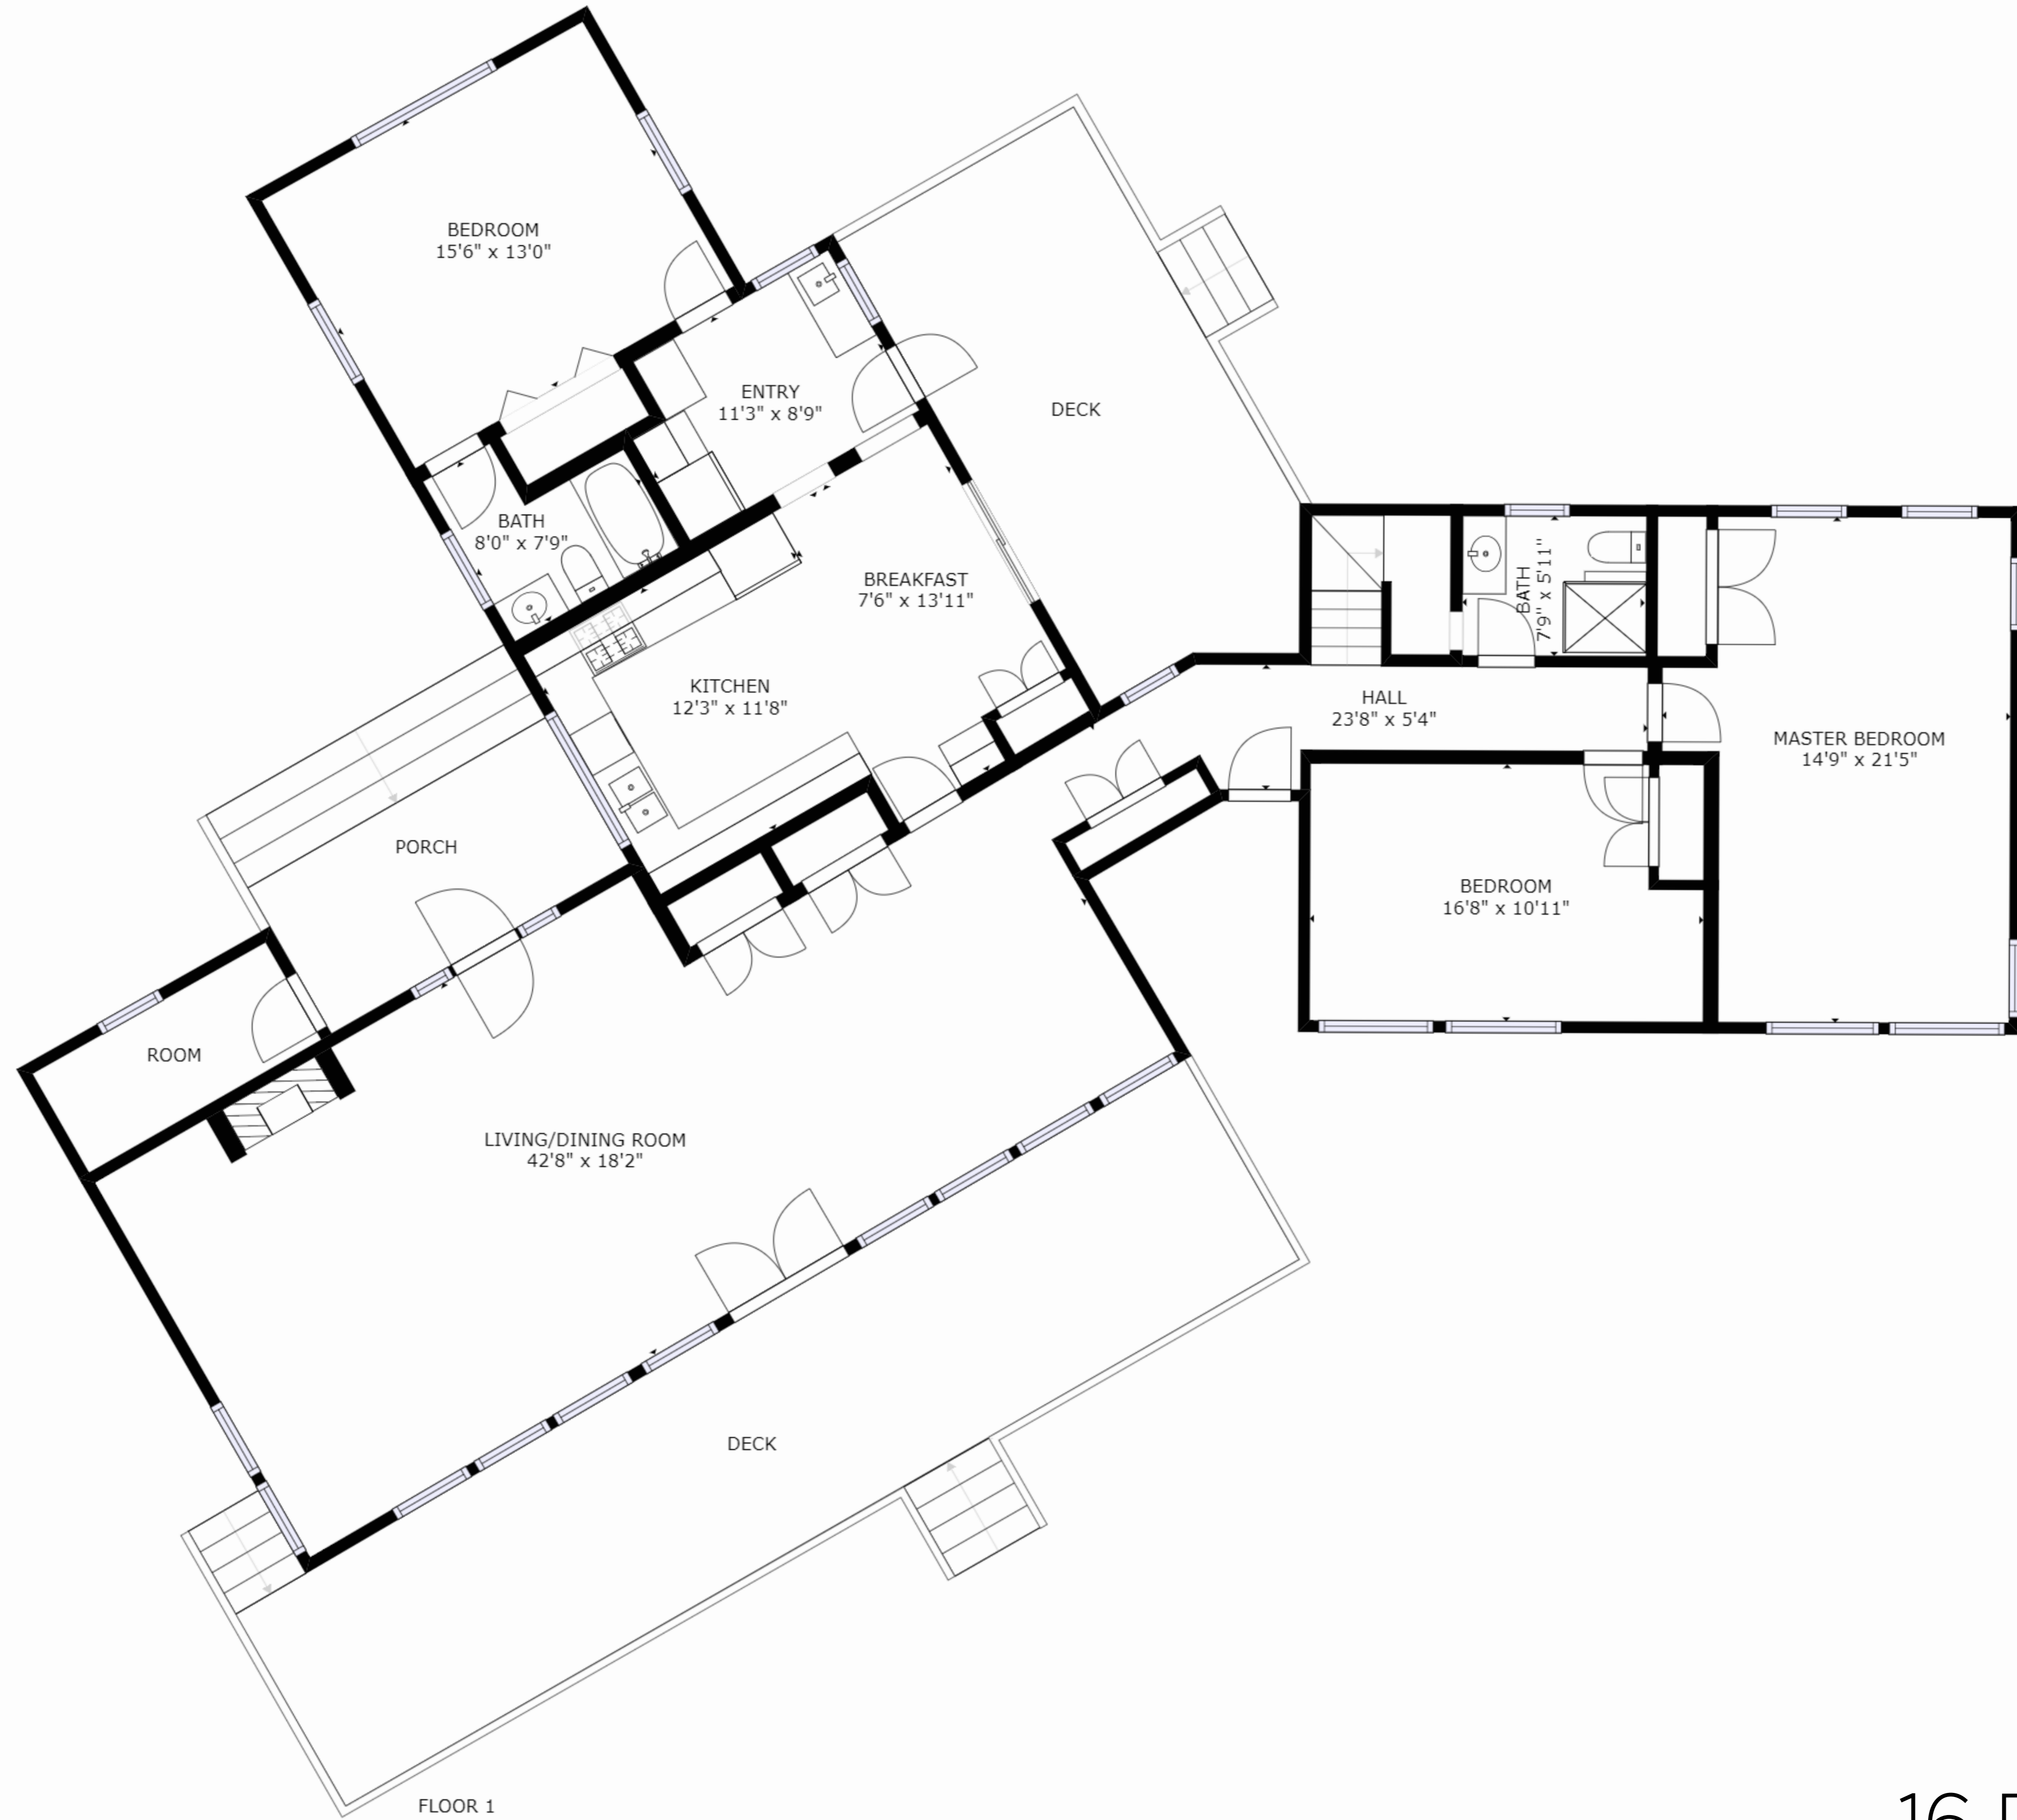 BEDROOM
15'6" x 13'0"
ENTRY
11'3" x 8'9"
DECK
BATH
8'0" x 7'9"
BREAKFAST
7'6" x 13'11"
BATH
7'9" x 5'11"
KITCHEN
12'3" x 11'8"
HALL
23'8" x 5'4"
MASTER BEDROOM
14'9" x 21'5"
PORCH
BEDROOM
16'8" x 10'11"
ROOM
LIVING/DINING ROOM
42'8" x 18'2"
DECK
FLOOR 1
16